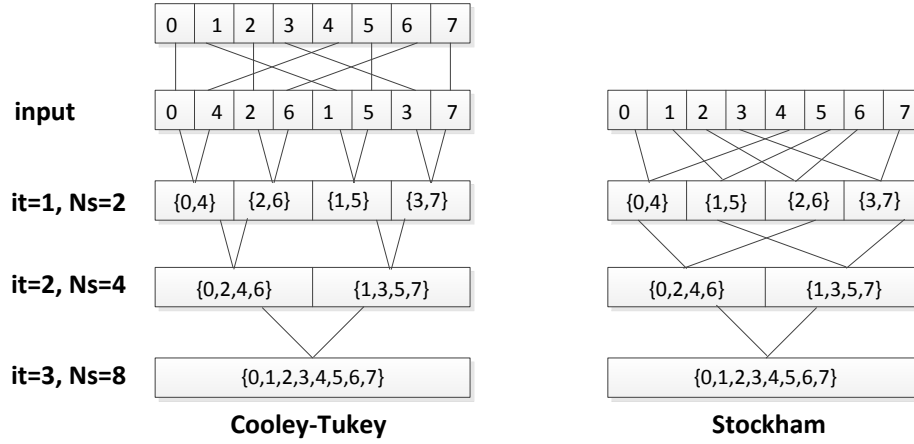 0 1 2 3 4 5 6 7
input
0 4 2 6 1 5 3 7
0 1 2 3 4 5 6 7
it=1, Ns=2
{0,4} {2,6} {1,5} {3,7}
{0,4} {1,5} {2,6} {3,7}
it=2, Ns=4
{0,2,4,6} {1,3,5,7}
{0,2,4,6} {1,3,5,7}
it=3, Ns=8
{0,1,2,3,4,5,6,7}
{0,1,2,3,4,5,6,7}
Cooley-Tukey
Stockham